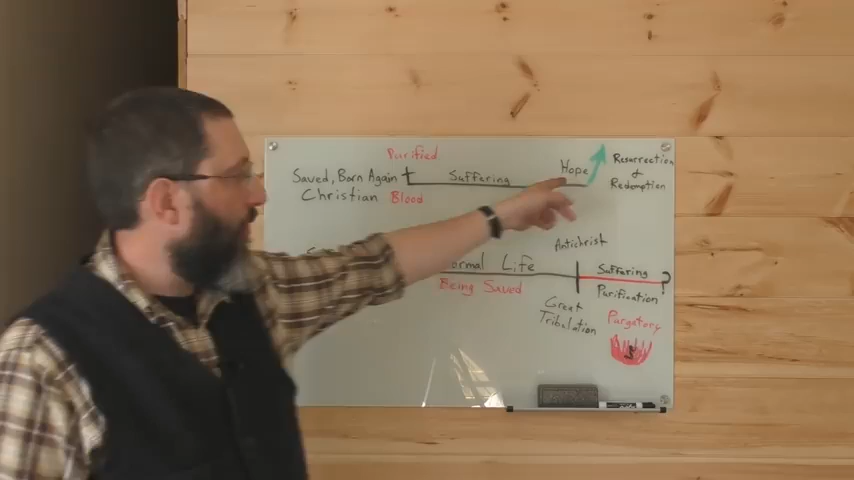 Purified
Saved, Born Again
Christian
Blood
Suffering
Hope
Resurrection
&
Redemption
Life
Being Saved
Antichrist
Great
Tribulation
Suffering ?
Purification
Purgatory